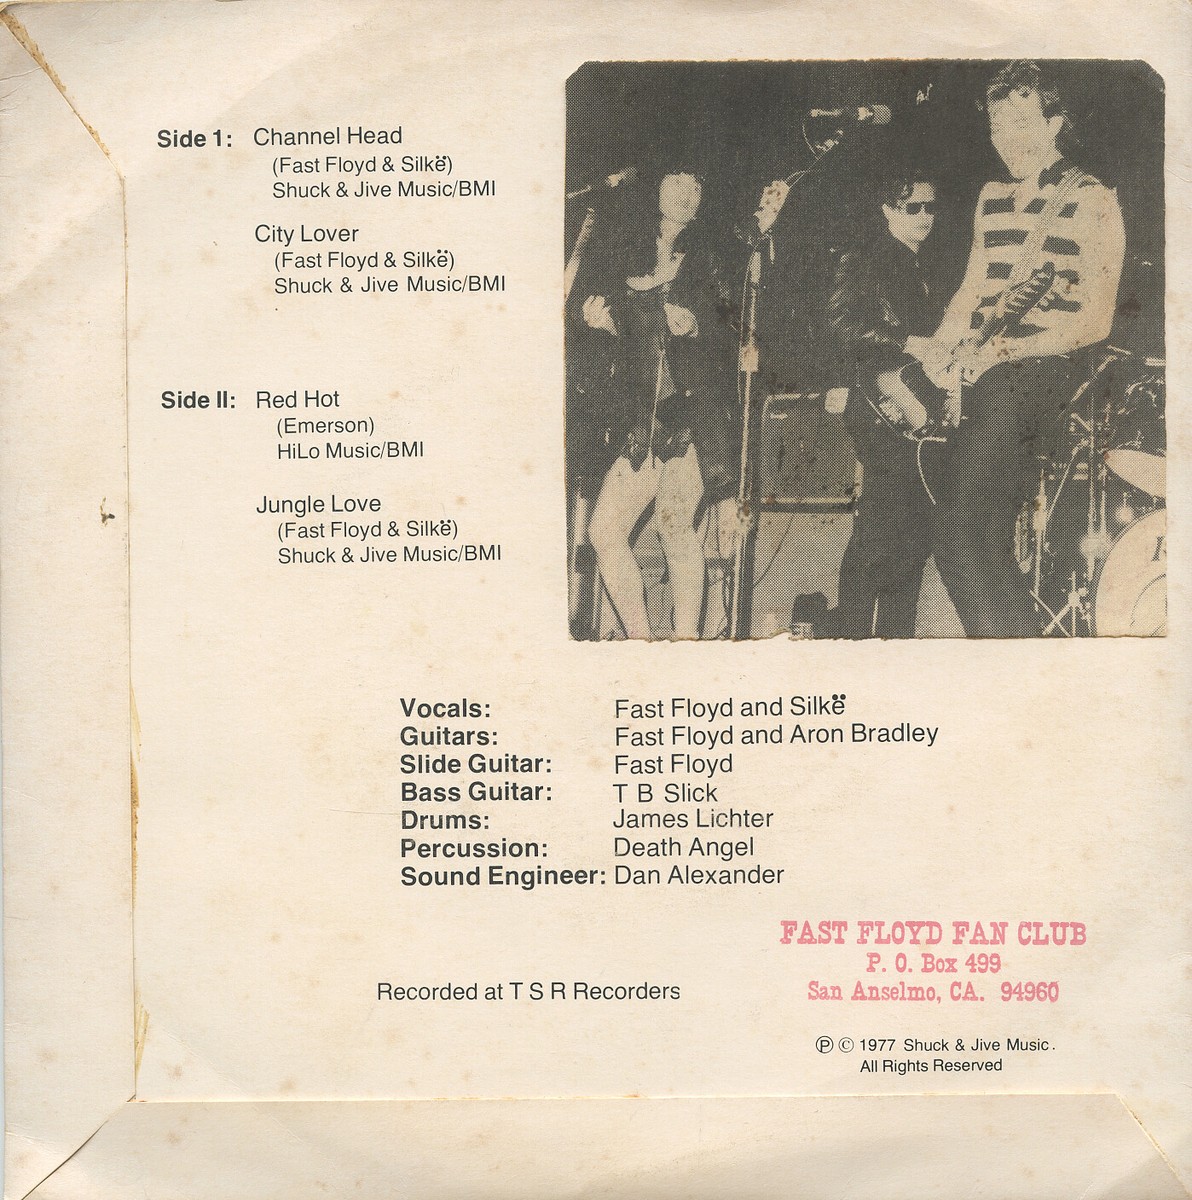 Side 1: Channel Head
(Fast Floyd & Silkë)
Shuck & Jive Music/BMI
City Lover
(Fast Floyd & Silkë)
Shuck & Jive Music/BMI
Side II: Red Hot
(Emerson)
HiLo Music/BMI
Jungle Love
(Fast Floyd & Silkë)
Shuck & Jive Music/BMI
Vocals: Fast Floyd and Silkë
Guitars: Fast Floyd and Aron Bradley
Slide Guitar: Fast Floyd
Bass Guitar: T B Slick
Drums: James Lichter
Percussion: Death Angel
Sound Engineer: Dan Alexander
FAST FLOYD FAN CLUB
P. O. Box 499
San Anselmo, CA. 94960
Recorded at T S R Recorders
℗ © 1977 Shuck & Jive Music.
All Rights Reserved